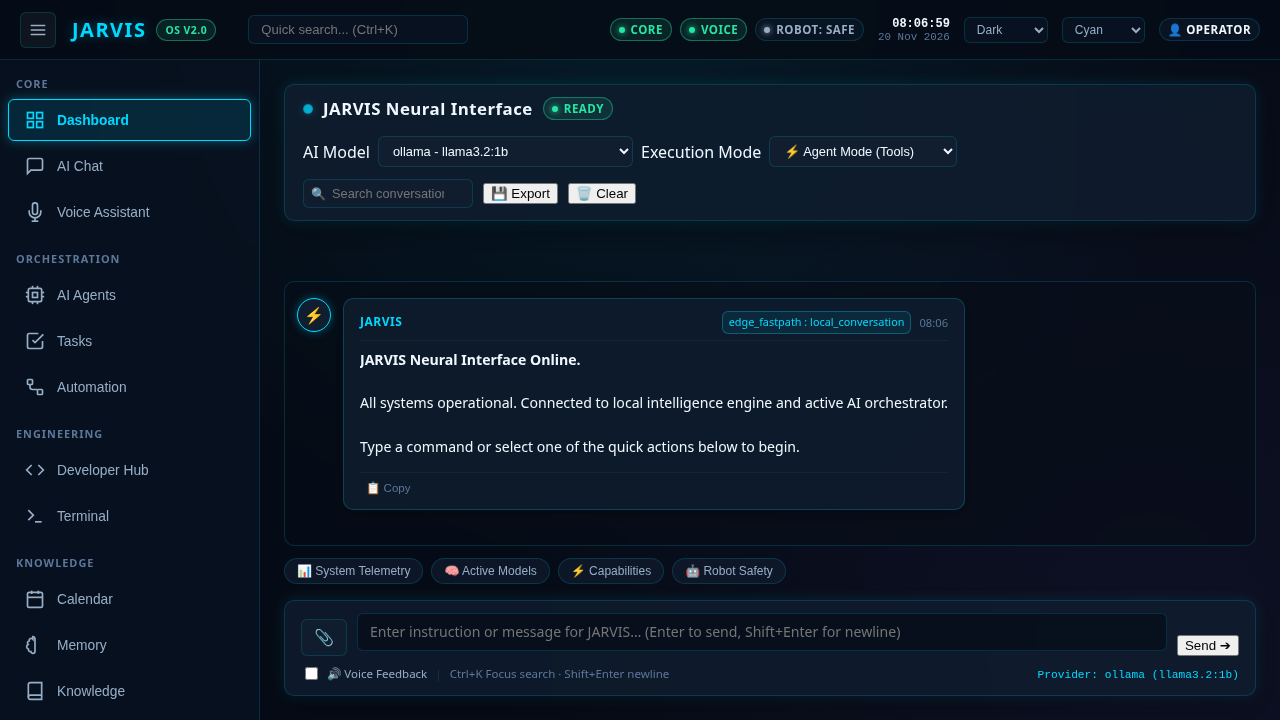 JARVIS
OS V2.0
Quick search... (Ctrl+K)
CORE
VOICE
ROBOT: SAFE
08:06:59
20 Nov 2026
Dark
Cyan
OPERATOR
CORE
Dashboard
AI Chat
Voice Assistant
ORCHESTRATION
AI Agents
Tasks
Automation
ENGINEERING
Developer Hub
Terminal
KNOWLEDGE
Calendar
Memory
Knowledge
JARVIS Neural Interface
READY
AI Model
ollama - llama3.2:1b
Execution Mode
⚡ Agent Mode (Tools)
🔍 Search conversation
💾 Export
🗑️ Clear
JARVIS
edge_fastpath : local_conversation
08:06
JARVIS Neural Interface Online.
All systems operational. Connected to local intelligence engine and active AI orchestrator.
Type a command or select one of the quick actions below to begin.
📋 Copy
📊 System Telemetry
🧠 Active Models
⚡ Capabilities
🤖 Robot Safety
Enter instruction or message for JARVIS... (Enter to send, Shift+Enter for newline)
Send ➔
🔊 Voice Feedback
|
Ctrl+K Focus search · Shift+Enter newline
Provider: ollama (llama3.2:1b)